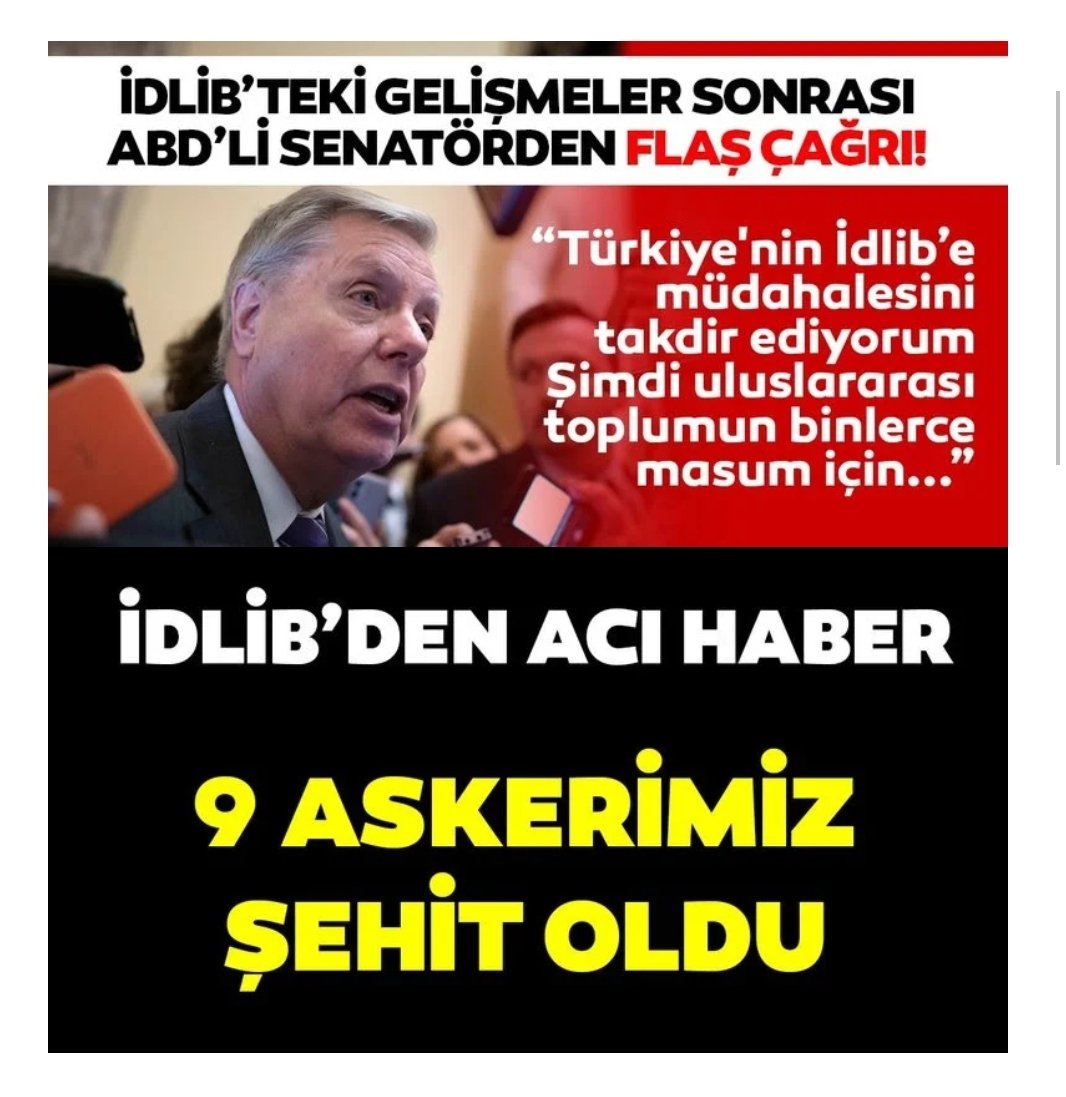 İDLİB’TEKİ GELİŞMELER SONRASI
ABD’Lİ SENATÖRDEN FLAŞ ÇAĞRI!
“Türkiye'nin İdlib’e
müdahalesini
takdir ediyorum
Şimdi uluslararası
toplumun binlerce
masum için...”
İDLİB’DEN ACI HABER
9 ASKERİMİZ
ŞEHİT OLDU